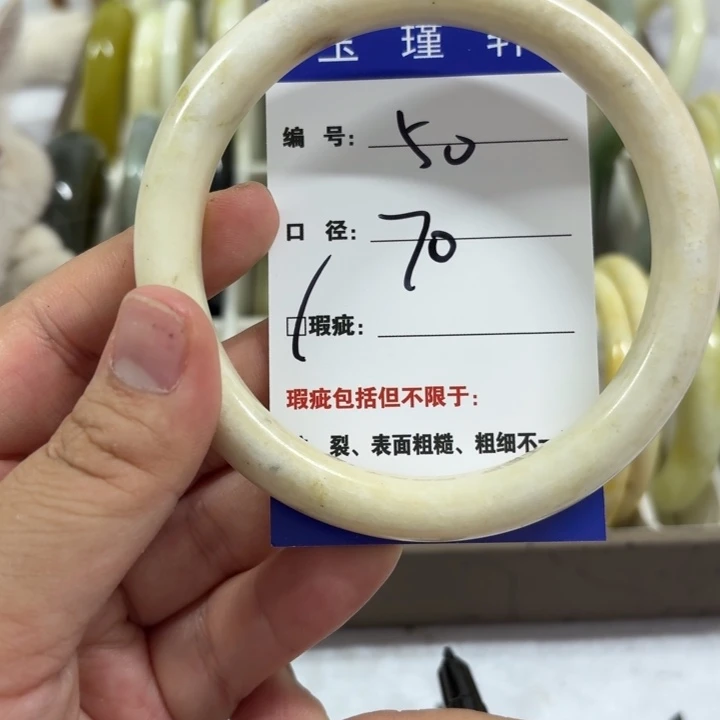 玉 瑾 轩
编 号: 50
口 径: 70
□瑕疵:
瑕疵包括但不限于:
裂、表面粗糙、粗细不一